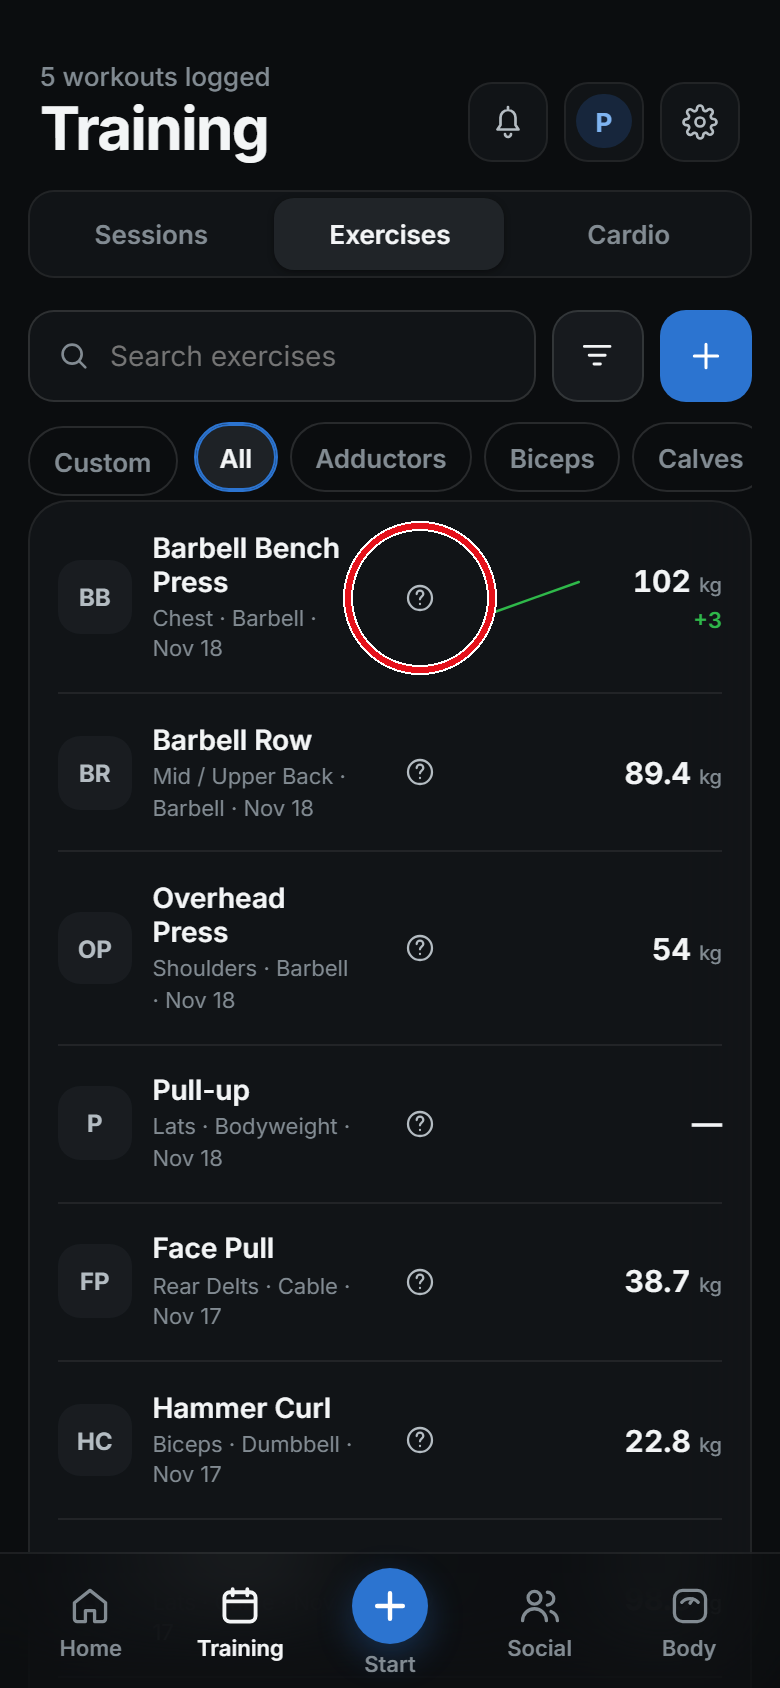 5 workouts logged
Training
P
Sessions
Exercises
Cardio
Search exercises
Custom
All
Adductors
Biceps
Calves
BB
Barbell Bench
Press
Chest · Barbell ·
Nov 18
102 kg
+3
BR
Barbell Row
Mid / Upper Back ·
Barbell · Nov 18
89.4 kg
OP
Overhead
Press
Shoulders · Barbell
· Nov 18
54 kg
P
Pull-up
Lats · Bodyweight ·
Nov 18
—
FP
Face Pull
Rear Delts · Cable ·
Nov 17
38.7 kg
HC
Hammer Curl
Biceps · Dumbbell ·
Nov 17
22.8 kg
Home
Training
Start
Social
Body